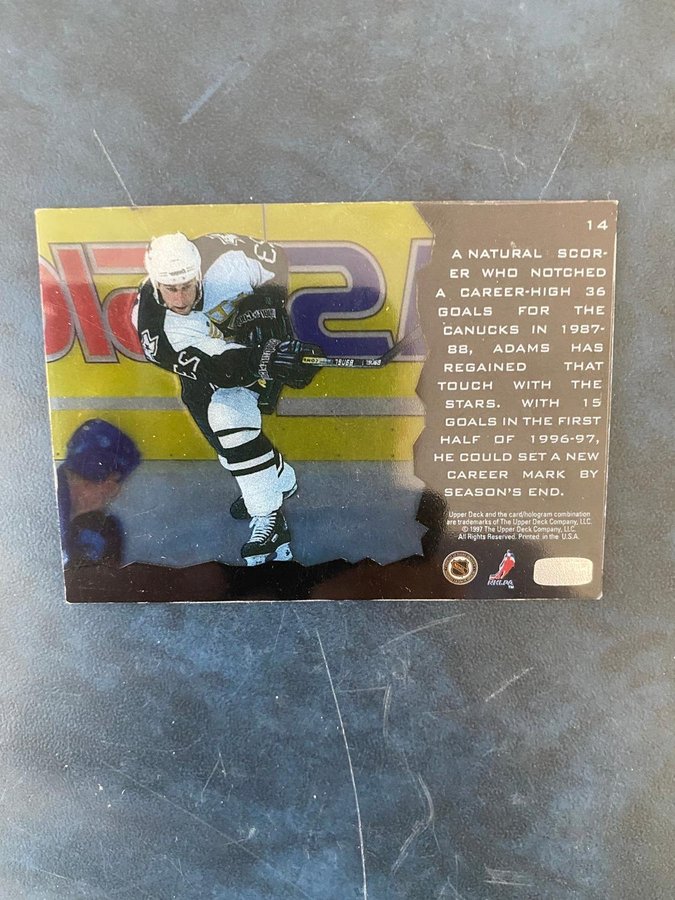 14
A NATURAL SCOR-
ER WHO NOTCHED
A CAREER-HIGH 36
GOALS FOR THE
CANUCKS IN 1987-
88, ADAMS HAS
REGAINED THAT
TOUCH WITH THE
STARS. WITH 15
GOALS IN THE FIRST
HALF OF 1996-97,
HE COULD SET A NEW
CAREER MARK BY
SEASON'S END.
Upper Deck and the card/hologram combination
are trademarks of The Upper Deck Company, LLC.
© 1997 The Upper Deck Company, LLC.
All Rights Reserved. Printed in the U.S.A.
NHLPA
TM